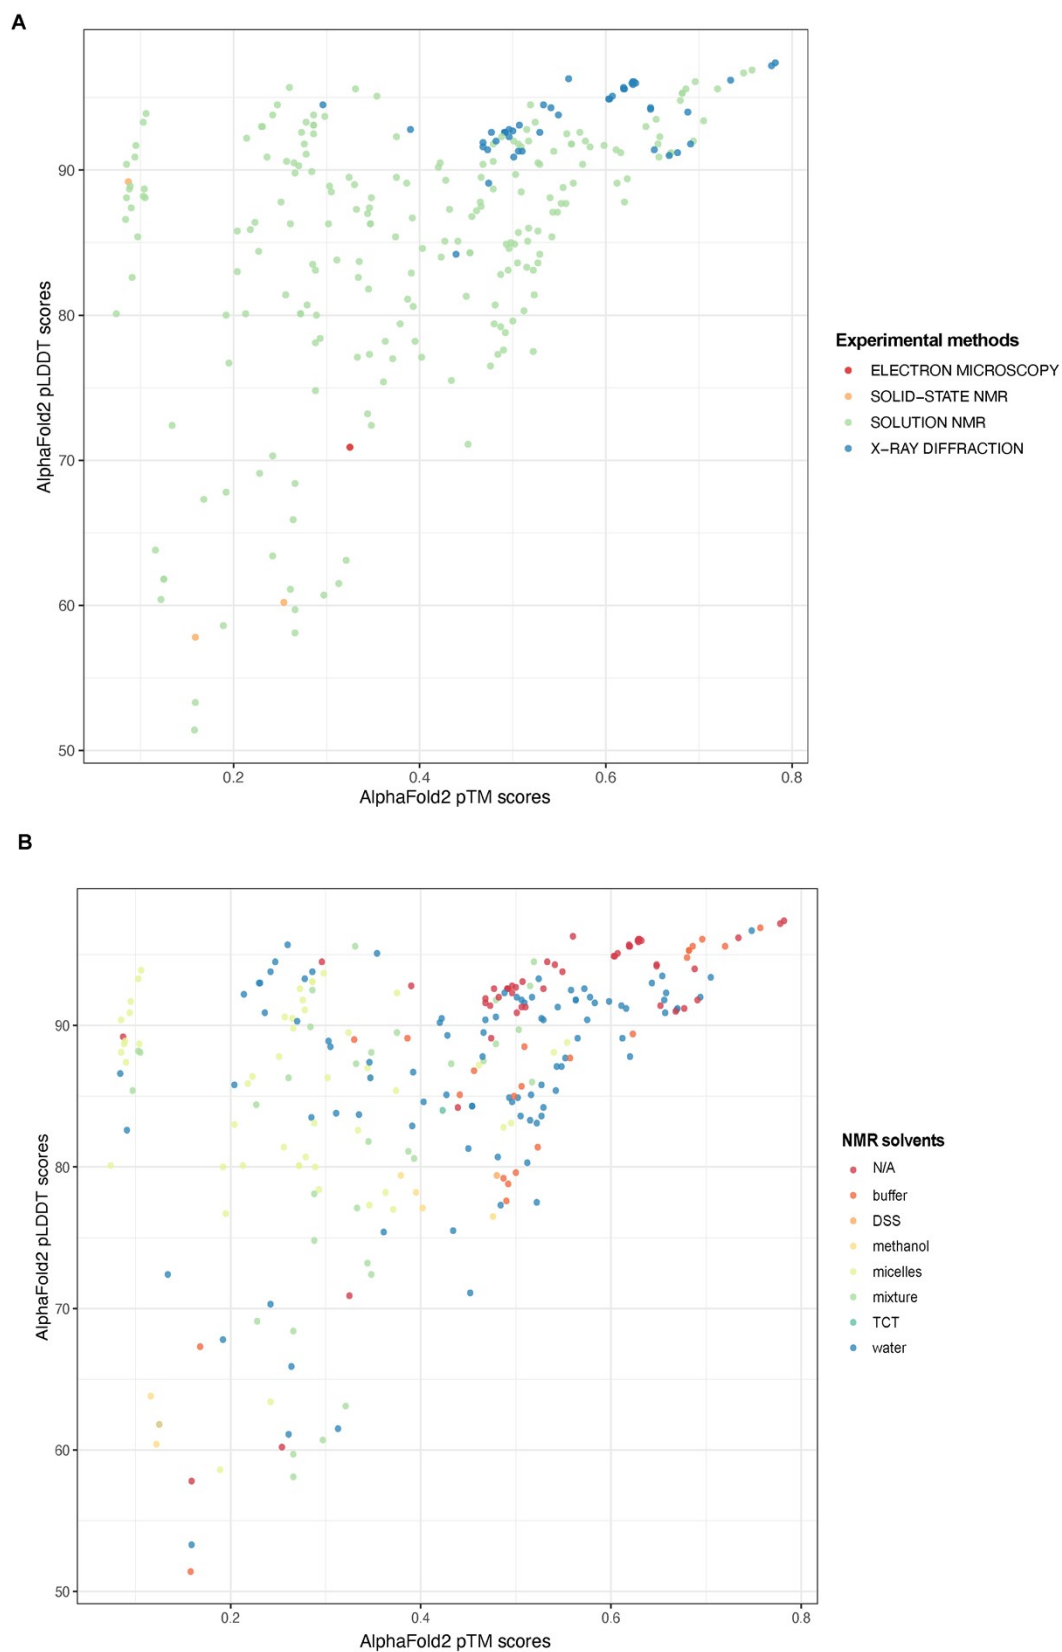 A
90
80
70
60
50
AlphaFold2 pLDDT scores
0.2
0.4
0.6
0.8
AlphaFold2 pTM scores
Experimental methods
ELECTRON MICROSCOPY
SOLID−STATE NMR
SOLUTION NMR
X−RAY DIFFRACTION
B
90
80
70
60
50
AlphaFold2 pLDDT scores
0.2
0.4
0.6
0.8
AlphaFold2 pTM scores
NMR solvents
N/A
buffer
DSS
methanol
micelles
mixture
TCT
water